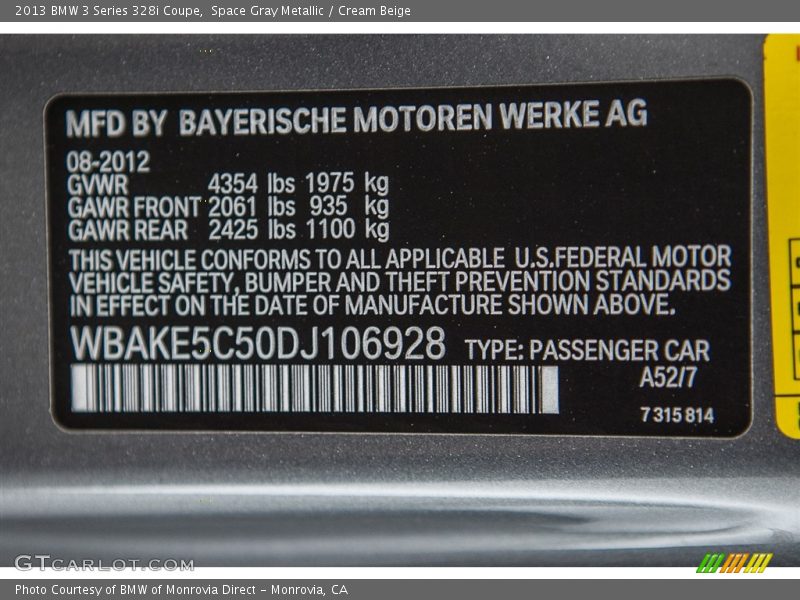 2013 BMW 3 Series 328i Coupe,  Space Gray Metallic / Cream Beige
MFD BY BAYERISCHE MOTOREN WERKE AG
08-2012
GVWR 4354 lbs 1975 kg
GAWR FRONT 2061 lbs 935 kg
GAWR REAR 2425 lbs 1100 kg
THIS VEHICLE CONFORMS TO ALL APPLICABLE U.S.FEDERAL MOTOR
VEHICLE SAFETY, BUMPER AND THEFT PREVENTION STANDARDS
IN EFFECT ON THE DATE OF MANUFACTURE SHOWN ABOVE.
WBAKE5C50DJ106928 TYPE: PASSENGER CAR
A52/7
7 315 814
GTCARLOT.COM
Photo Courtesy of BMW of Monrovia Direct - Monrovia, CA